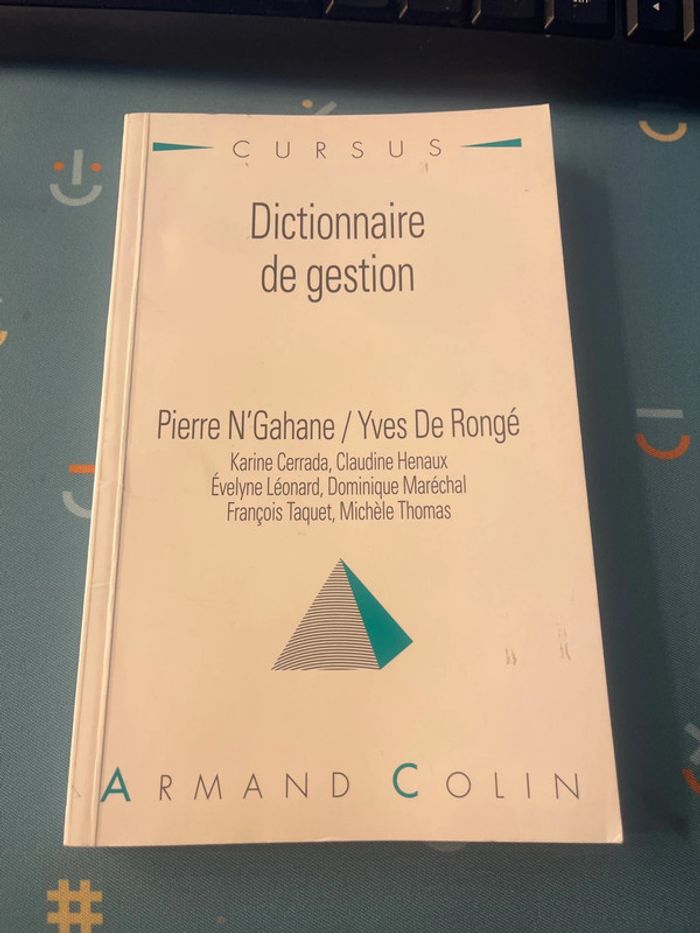 CURSUS
Dictionnaire
de gestion
Pierre N'Gahane / Yves De Rongé
Karine Cerrada, Claudine Henaux
Évelyne Léonard, Dominique Maréchal
François Taquet, Michèle Thomas
ARMAND COLIN